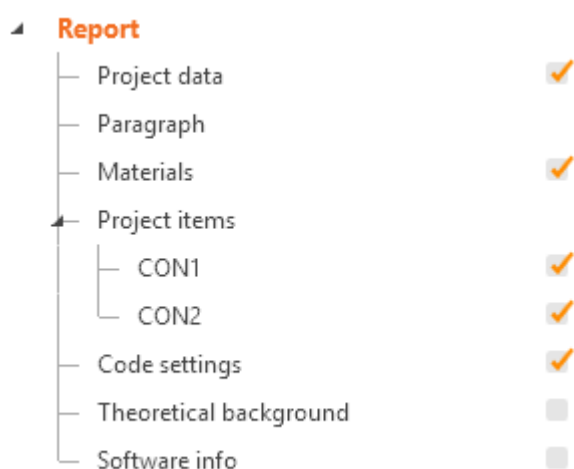 Report
Project data
Paragraph
Materials
Project items
CON1
CON2
Code settings
Theoretical background
Software info